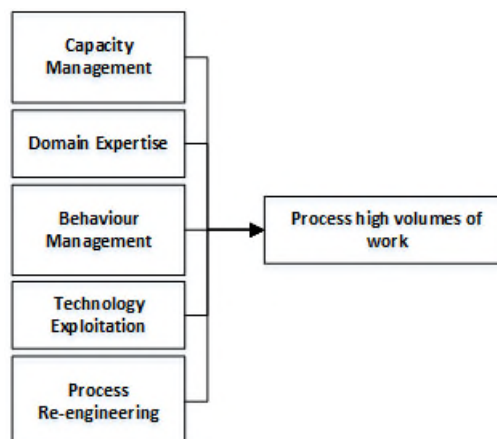 Capacity
Management
Domain Expertise
Behaviour
Management
Technology
Exploitation
Process
Re-engineering
Process high volumes of
work